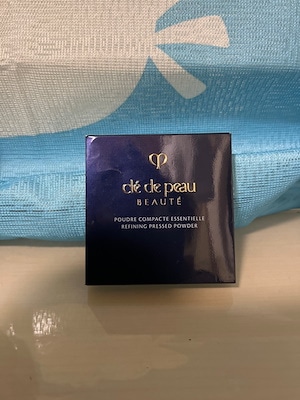 clé de peau
BEAUTÉ
POUDRE COMPACTE ESSENTIELLE
REFINING PRESSED POWDER